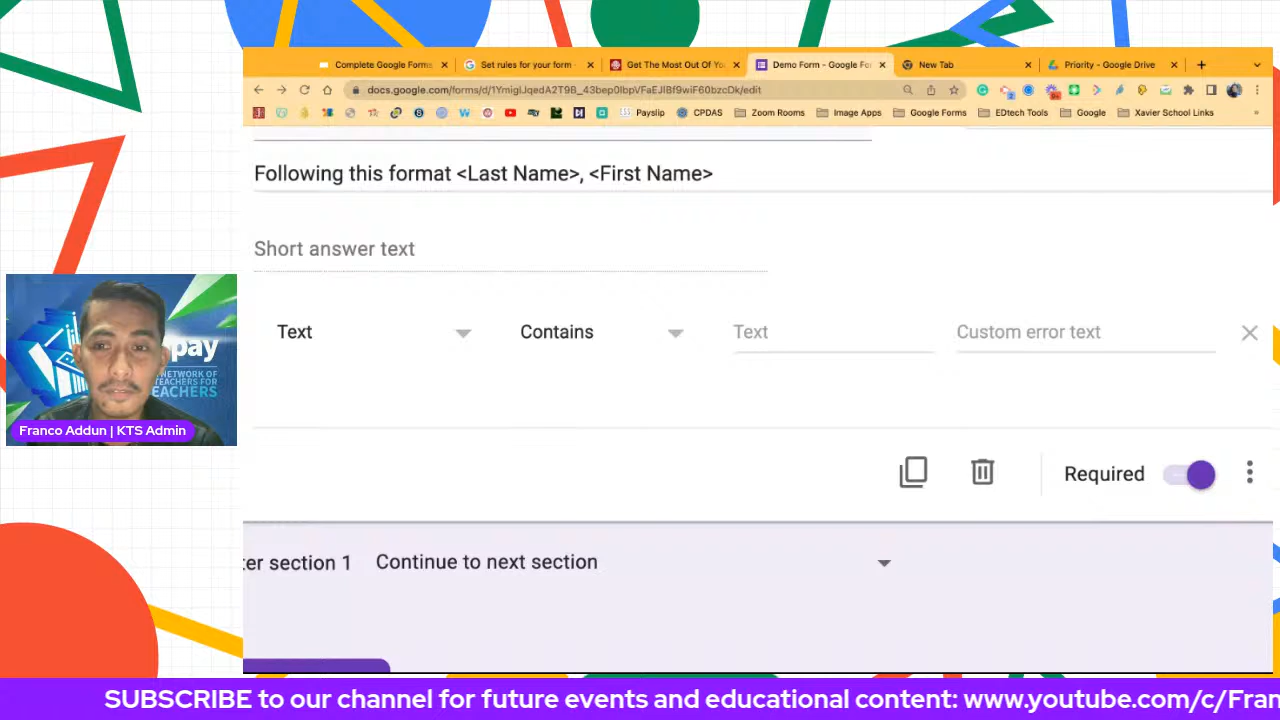 Complete Google Forms
Set rules for your form -
Get The Most Out Of Yo
Demo Form - Google Fo
New Tab
Priority - Google Drive
docs.google.com/forms/d/1YmigIJqedA2T9B_43bep0IbpVFaEJIBf9wiF60bzcDk/edit
Payslip
CPDAS
Zoom Rooms
Image Apps
Google Forms
EDtech Tools
Google
Xavier School Links
Following this format <Last Name>, <First Name>
Short answer text
Text
Contains
Text
Custom error text
pay
NETWORK OF
TEACHERS FOR
EACHERS
Franco Addun | KTS Admin
Required
er section 1
Continue to next section
SUBSCRIBE to our channel for future events and educational content: www.youtube.com/c/Fran